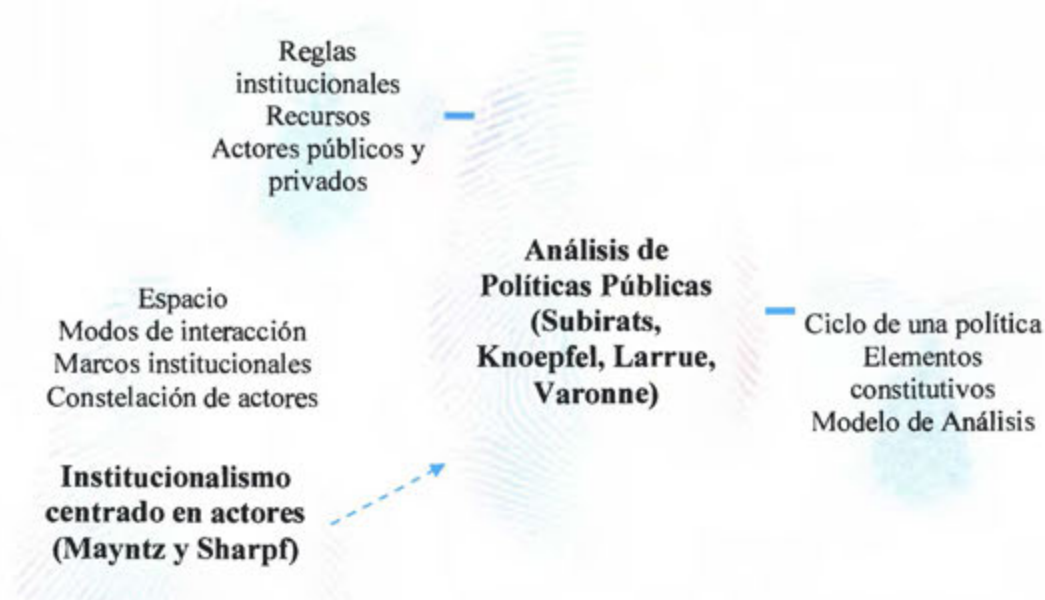 Reglas
institucionales
Recursos
Actores públicos y
privados
Análisis de
Políticas Públicas
(Subirats,
Knoepfel, Larrue,
Varonne)
Espacio
Modos de interacción
Marcos institucionales
Constelación de actores
Institucionalismo
centrado en actores
(Mayntz y Sharpf)
Ciclo de una política
Elementos
constitutivos
Modelo de Análisis